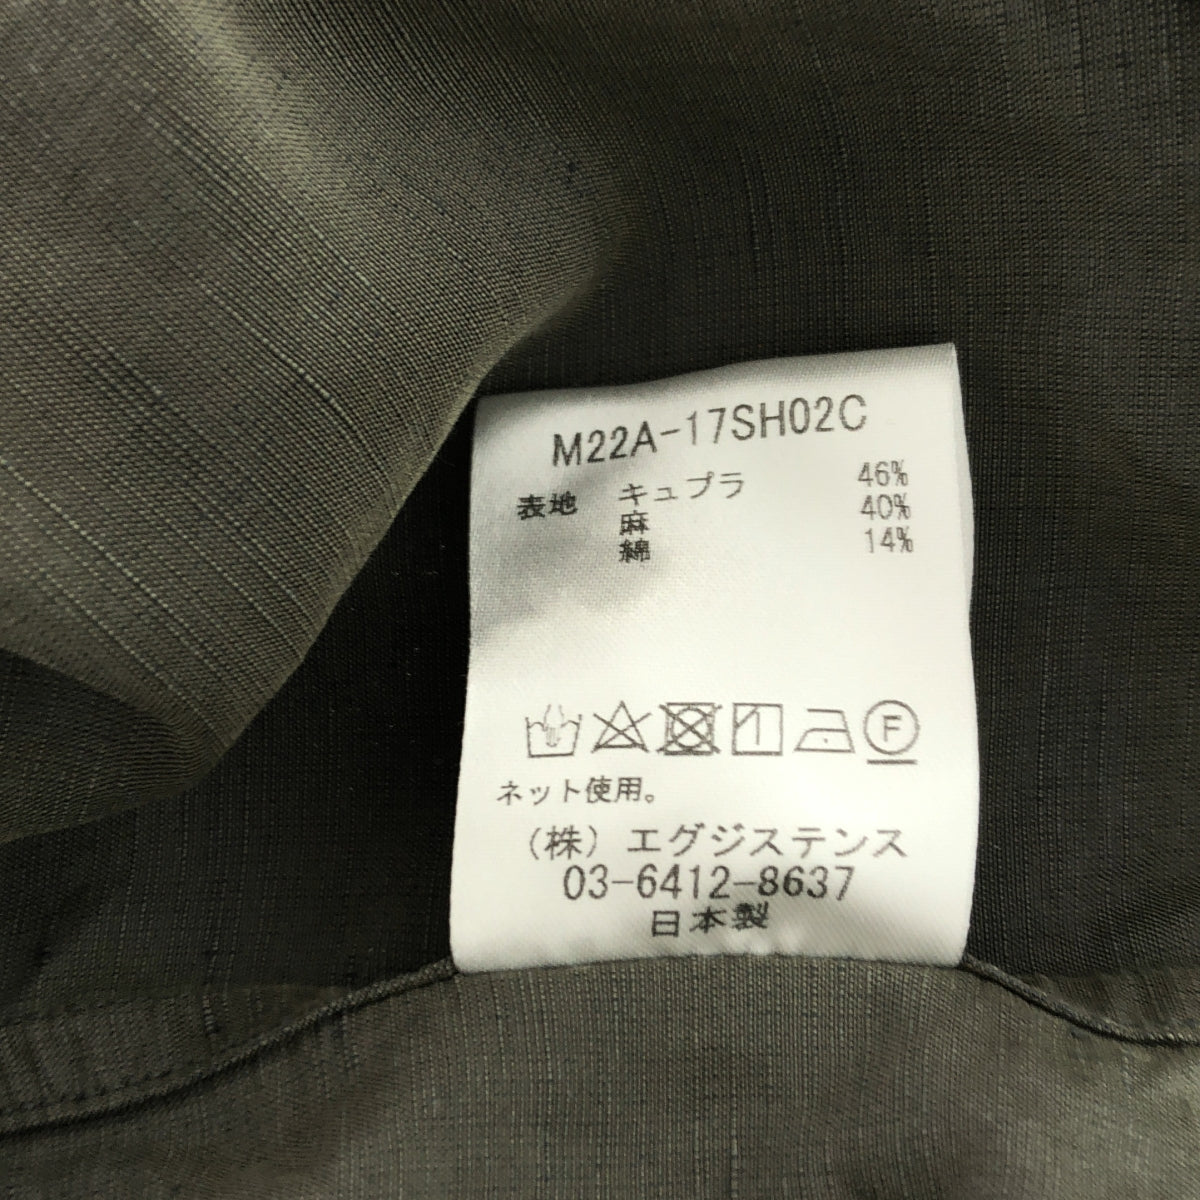 M22A-17SH02C
表地 キュプラ 46%
麻 40%
綿 14%
F
ネット使用。
(株) エグジステンス
03-6412-8637
日本製